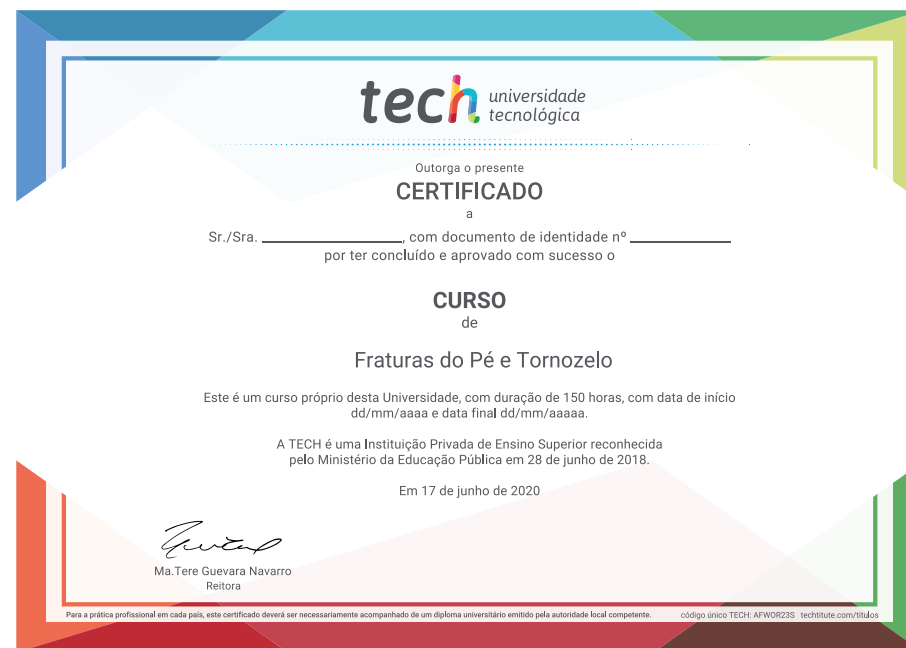 tech universidade
tecnológica
Outorga o presente
CERTIFICADO
a
Sr./Sra. ____________________, com documento de identidade nº ______________
por ter concluído e aprovado com sucesso o
CURSO
de
Fraturas do Pé e Tornozelo
Este é um curso próprio desta Universidade, com duração de 150 horas, com data de início
dd/mm/aaaa e data final dd/mm/aaaaa.
A TECH é uma Instituição Privada de Ensino Superior reconhecida
pelo Ministério da Educação Pública em 28 de junho de 2018.
Em 17 de junho de 2020
Ma.Tere Guevara Navarro
Reitora
Para a prática profissional em cada país, este certificado deverá ser necessariamente acompanhado de um diploma universitário emitido pela autoridade local competente. código único TECH: AFWOR23S techtitute.com/titulos